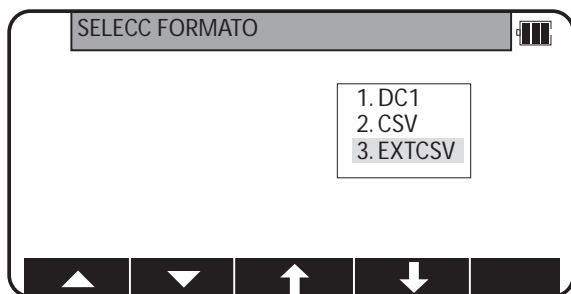 SELECC FORMATO
1. DC1
2. CSV
3. EXTCSV